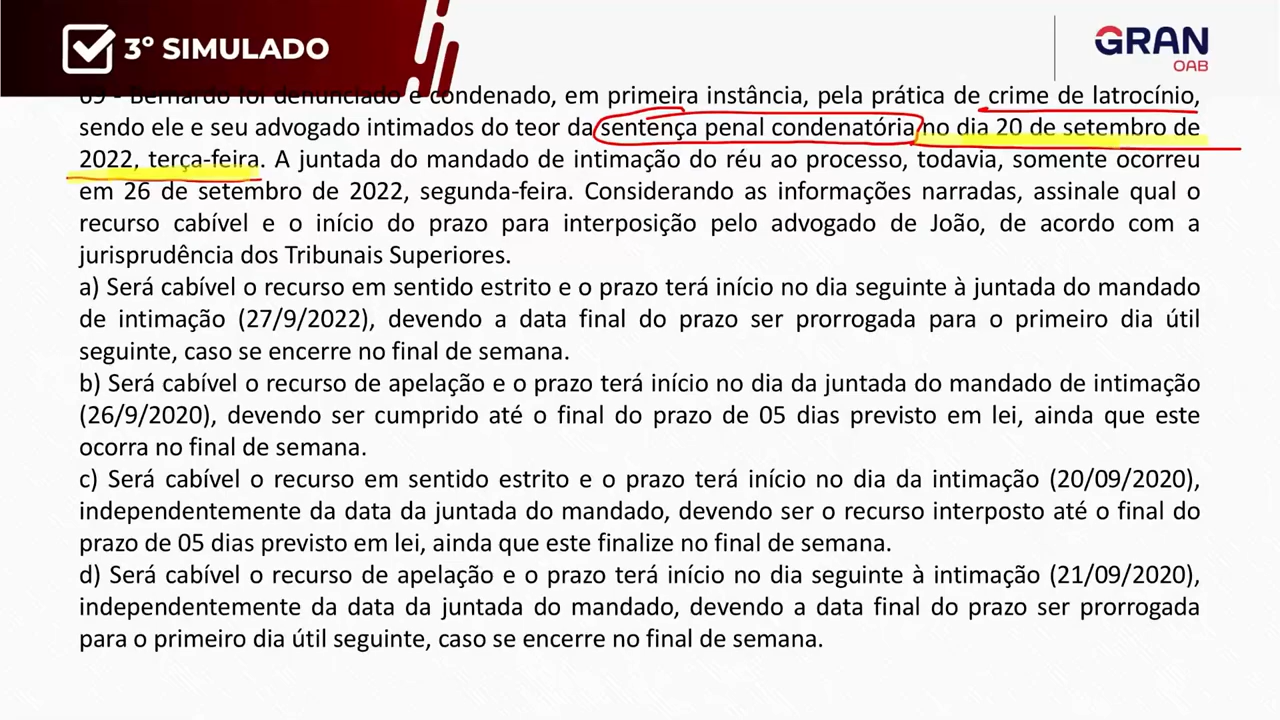 3º SIMULADO
GRAN
OAB
69 - Bernardo foi denunciado e condenado, em primeira instância, pela prática de crime de latrocínio,
sendo ele e seu advogado intimados do teor da sentença penal condenatória no dia 20 de setembro de
2022, terça-feira. A juntada do mandado de intimação do réu ao processo, todavia, somente ocorreu
em 26 de setembro de 2022, segunda-feira. Considerando as informações narradas, assinale qual o
recurso cabível e o início do prazo para interposição pelo advogado de João, de acordo com a
jurisprudência dos Tribunais Superiores.
a) Será cabível o recurso em sentido estrito e o prazo terá início no dia seguinte à juntada do mandado
de intimação (27/9/2022), devendo a data final do prazo ser prorrogada para o primeiro dia útil
seguinte, caso se encerre no final de semana.
b) Será cabível o recurso de apelação e o prazo terá início no dia da juntada do mandado de intimação
(26/9/2020), devendo ser cumprido até o final do prazo de 05 dias previsto em lei, ainda que este
ocorra no final de semana.
c) Será cabível o recurso em sentido estrito e o prazo terá início no dia da intimação (20/09/2020),
independentemente da data da juntada do mandado, devendo ser o recurso interposto até o final do
prazo de 05 dias previsto em lei, ainda que este finalize no final de semana.
d) Será cabível o recurso de apelação e o prazo terá início no dia seguinte à intimação (21/09/2020),
independentemente da data da juntada do mandado, devendo a data final do prazo ser prorrogada
para o primeiro dia útil seguinte, caso se encerre no final de semana.